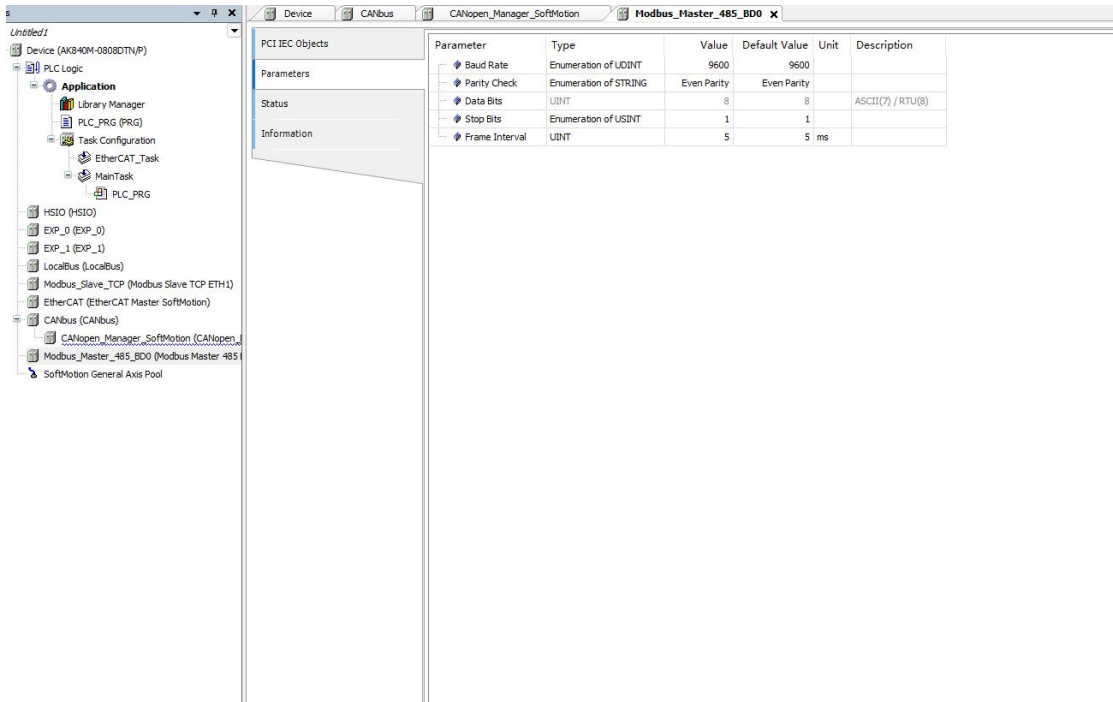 s
Device
CANbus
CANopen_Manager_SoftMotion
Modbus_Master_485_BD0
Untitled1
Device (AK840M-0808DTN/P)
PLC Logic
Application
Library Manager
PLC_PRG (PRG)
Task Configuration
EtherCAT_Task
MainTask
PLC_PRG
HSIO (HSIO)
EXP_0 (EXP_0)
EXP_1 (EXP_1)
LocalBus (LocalBus)
Modbus_Slave_TCP (Modbus Slave TCP ETH1)
EtherCAT (EtherCAT Master SoftMotion)
CANbus (CANbus)
CANopen_Manager_SoftMotion (CANopen_
Modbus_Master_485_BD0 (Modbus Master 485
SoftMotion General Axis Pool
PCI IEC Objects
Parameters
Status
Information
Parameter Type Value Default Value Unit Description
Baud Rate Enumeration of UDINT 9600 9600
Parity Check Enumeration of STRING Even Parity Even Parity
Data Bits UINT 8 8 ASCII(7) / RTU(8)
Stop Bits Enumeration of USINT 1 1
Frame Interval UINT 5 5 ms